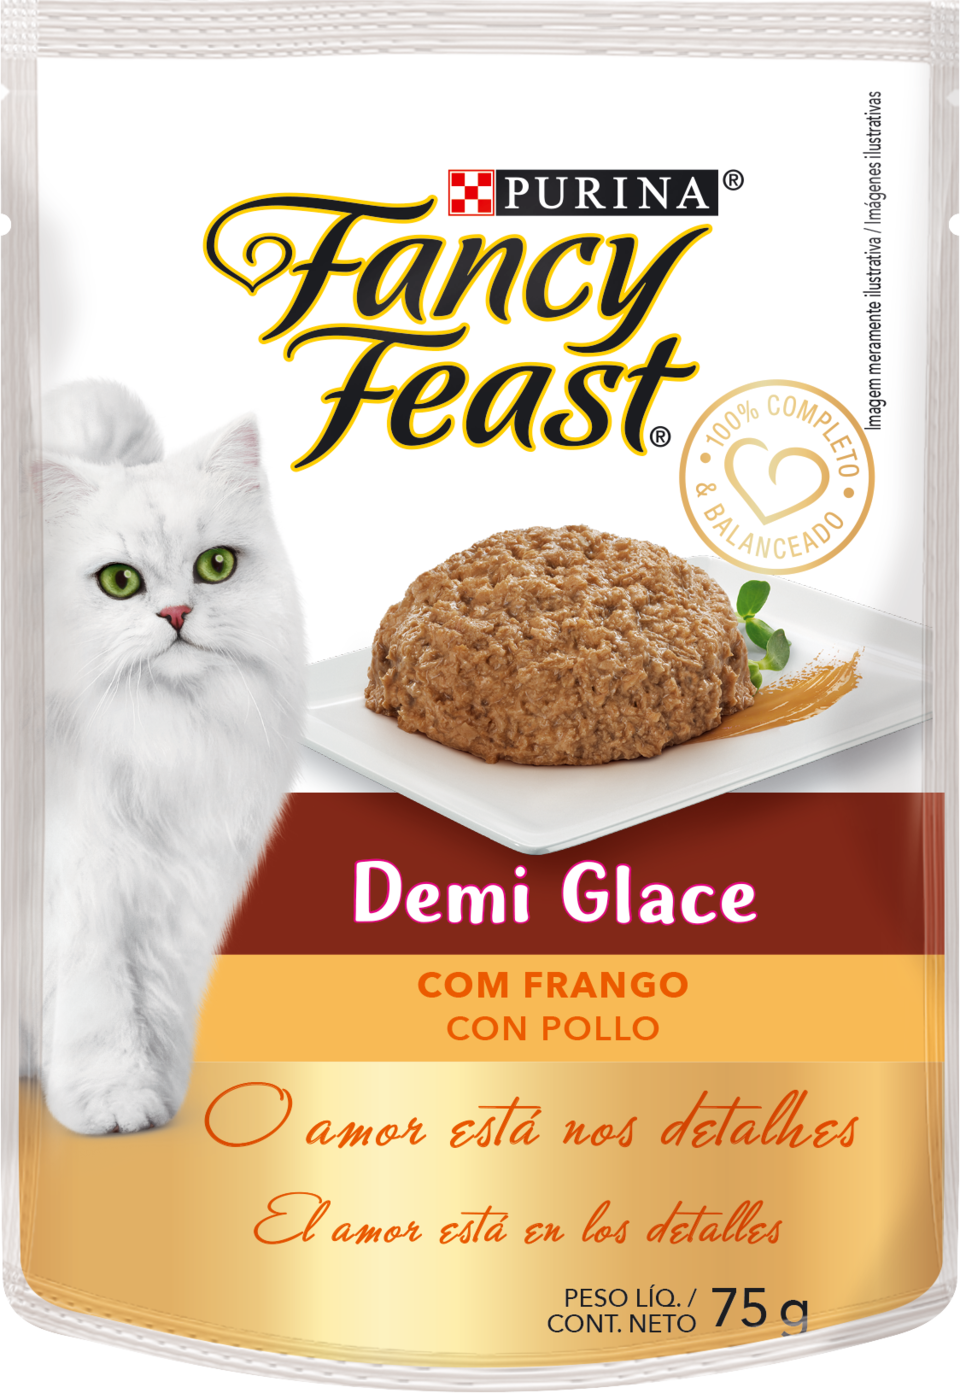 PURINA®
Fancy
Feast®
100% COMPLETO
& BALANCEADO
Imagem meramente ilustrativa / Imágenes ilustrativas
Demi Glace
COM FRANGO
CON POLLO
O amor está nos detalhes
El amor está en los detalles
PESO LÍQ. /
CONT. NETO 75 g